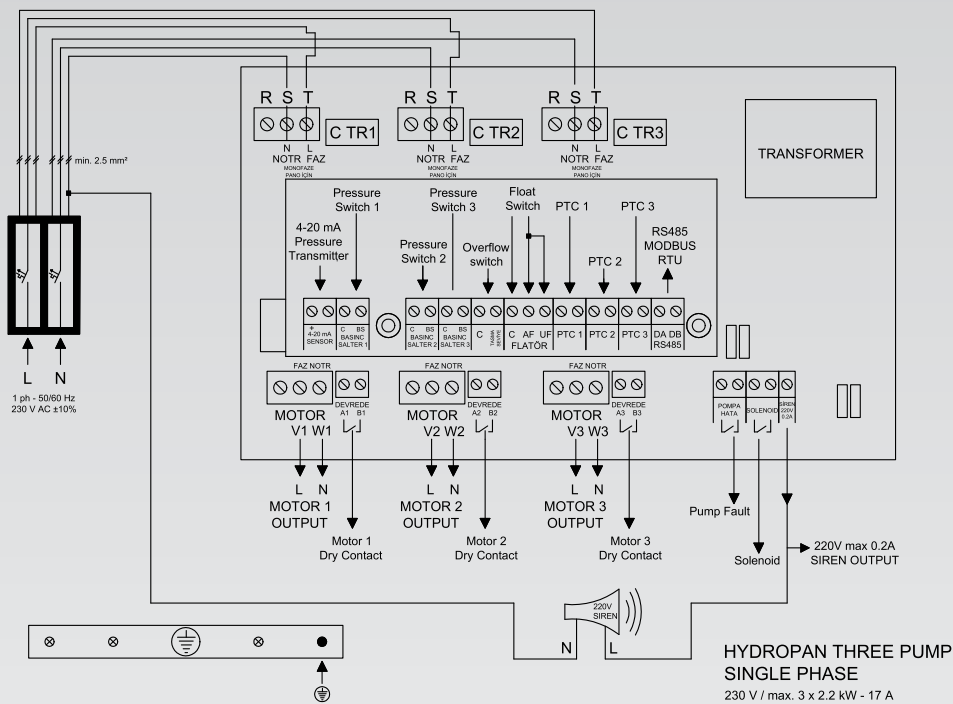 R S T
C TR1
N L
NOTR FAZ
MONOFAZE
PANO İÇİN
R S T
C TR2
N L
NOTR FAZ
MONOFAZE
PANO İÇİN
R S T
C TR3
N L
NOTR FAZ
MONOFAZE
PANO İÇİN
TRANSFORMER
min. 2.5 mm²
4-20 mA
Pressure
Transmitter
Pressure
Switch 1
Pressure
Switch 2
Pressure
Switch 3
Overflow
switch
Float
Switch
PTC 1
PTC 2
PTC 3
RS485
MODBUS
RTU
+
4-20 mA
SENSOR
C BS
BASINC
SALTER 1
C BS
BASINC
SALTER 2
C BS
BASINC
SALTER 3
C TASMA
SEVIYE
C AF UF
FLATÖR
PTC 1
PTC 2
PTC 3
DA DB
RS485
L N
1 ph - 50/60 Hz
230 V AC ±10%
FAZ NOTR
MOTOR
V1 W1
DEVREDE
A1 B1
FAZ NOTR
MOTOR
V2 W2
DEVREDE
A2 B2
FAZ NOTR
MOTOR
V3 W3
DEVREDE
A3 B3
POMPA
HATA
SOLENOID
SİREN
220V
0.2A
L N
MOTOR 1
OUTPUT
Motor 1
Dry Contact
L N
MOTOR 2
OUTPUT
Motor 2
Dry Contact
L N
MOTOR 3
OUTPUT
Motor 3
Dry Contact
Pump Fault
Solenoid
220V max 0.2A
SIREN OUTPUT
220V
SIREN
N L
HYDROPAN THREE PUMP
SINGLE PHASE
230 V / max. 3 x 2.2 kW - 17 A